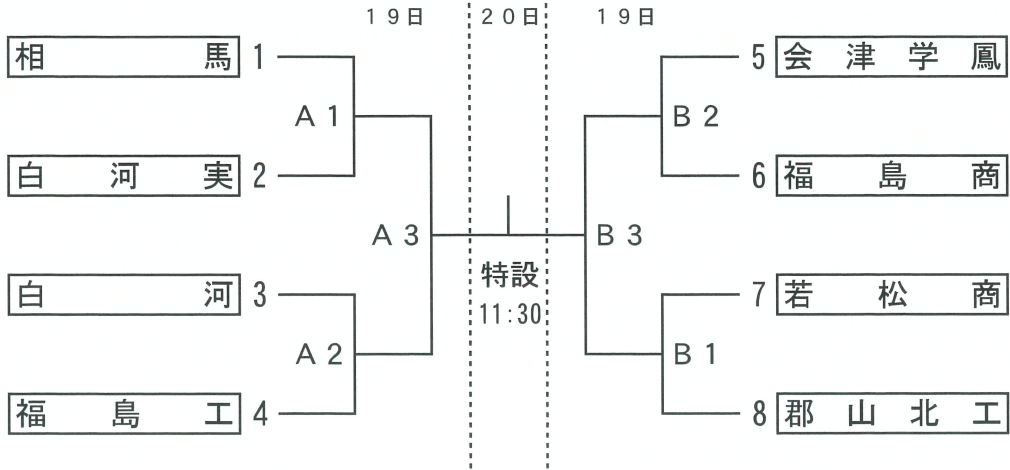 19日 20日 19日
相馬 1
5 会津学鳳
A1
B2
白河実 2
6 福島商
A3
B3
特設
11:30
白河 3
7 若松商
A2
B1
福島工 4
8 郡山北工